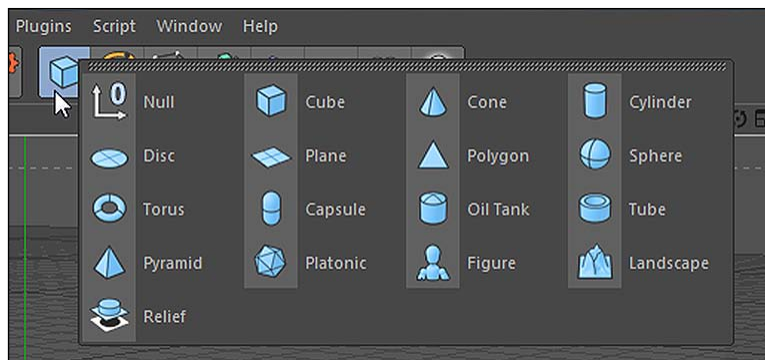 Plugins Script Window Help
Null Cube Cone Cylinder
Disc Plane Polygon Sphere
Torus Capsule Oil Tank Tube
Pyramid Platonic Figure Landscape
Relief